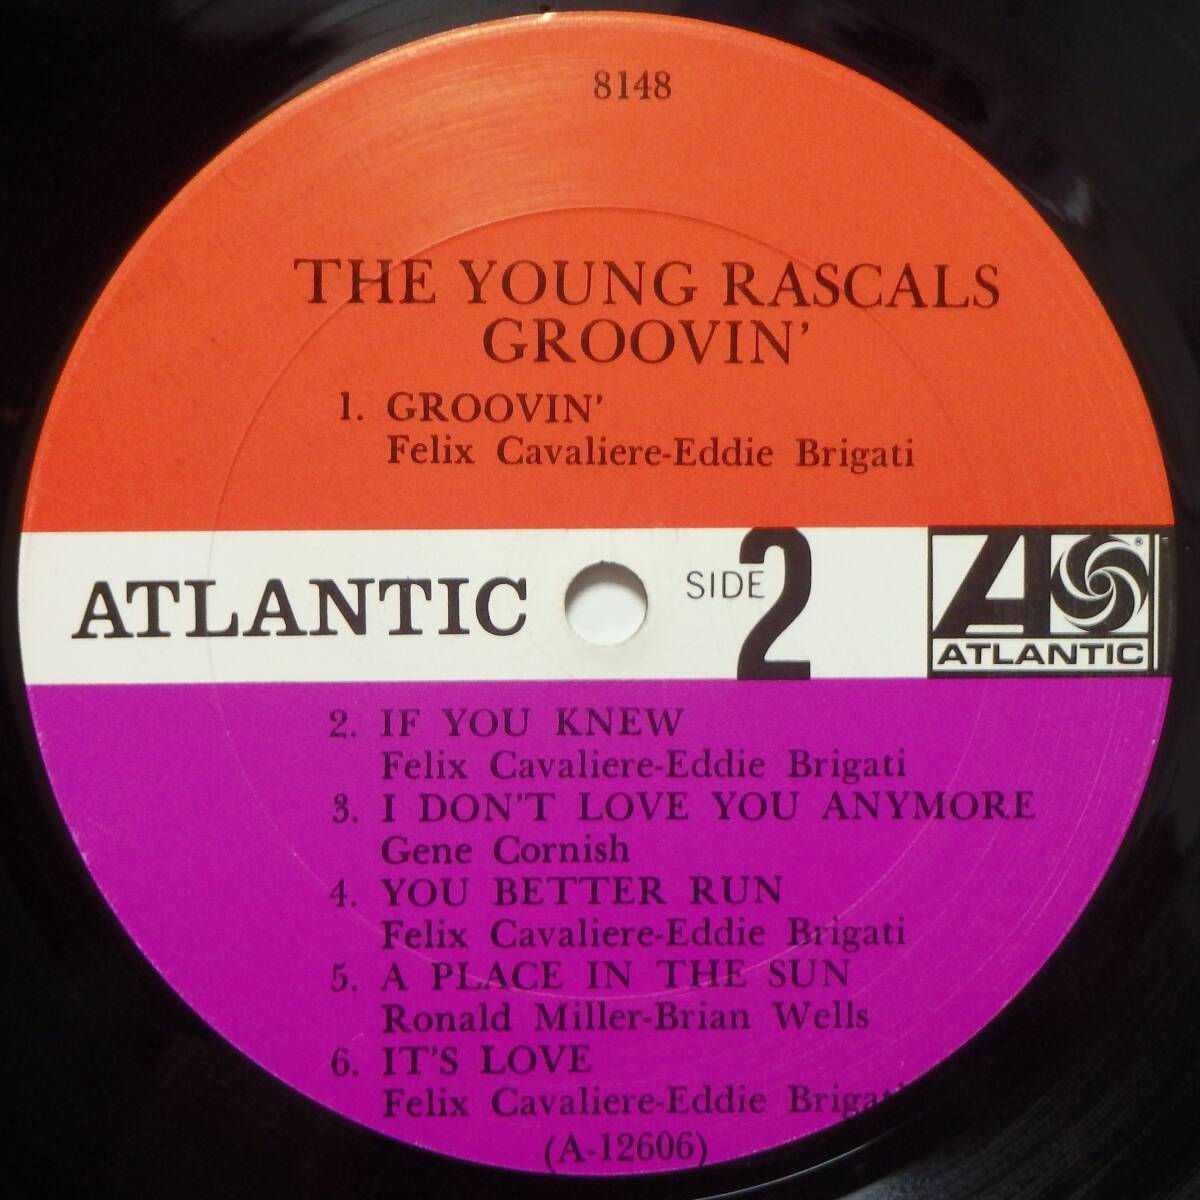 8148
THE YOUNG RASCALS
GROOVIN'
1. GROOVIN'
Felix Cavaliere-Eddie Brigati
ATLANTIC
SIDE 2
ATLANTIC
®
2. IF YOU KNEW
Felix Cavaliere-Eddie Brigati
3. I DON'T LOVE YOU ANYMORE
Gene Cornish
4. YOU BETTER RUN
Felix Cavaliere-Eddie Brigati
5. A PLACE IN THE SUN
Ronald Miller-Brian Wells
6. IT'S LOVE
Felix Cavaliere-Eddie Brigati
(A-12606)